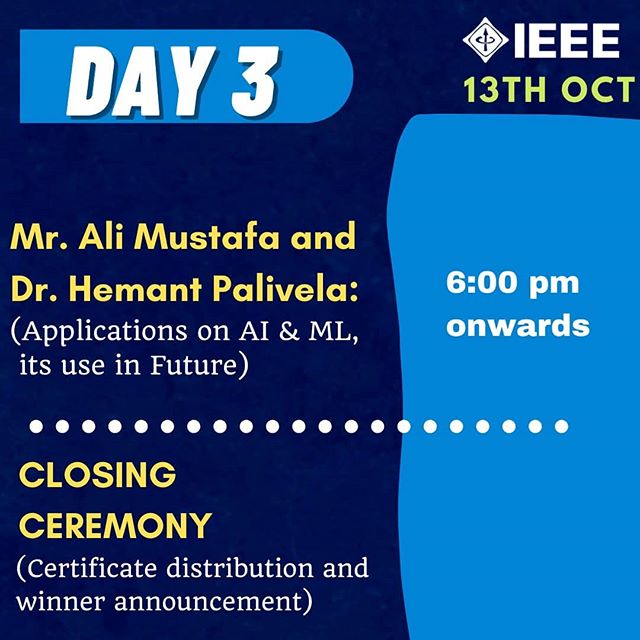 DAY 3
IEEE
13TH OCT
Mr. Ali Mustafa and
Dr. Hemant Palivela:
(Applications on AI & ML,
its use in Future)
6:00 pm
onwards
CLOSING
CEREMONY
(Certificate distribution and
winner announcement)